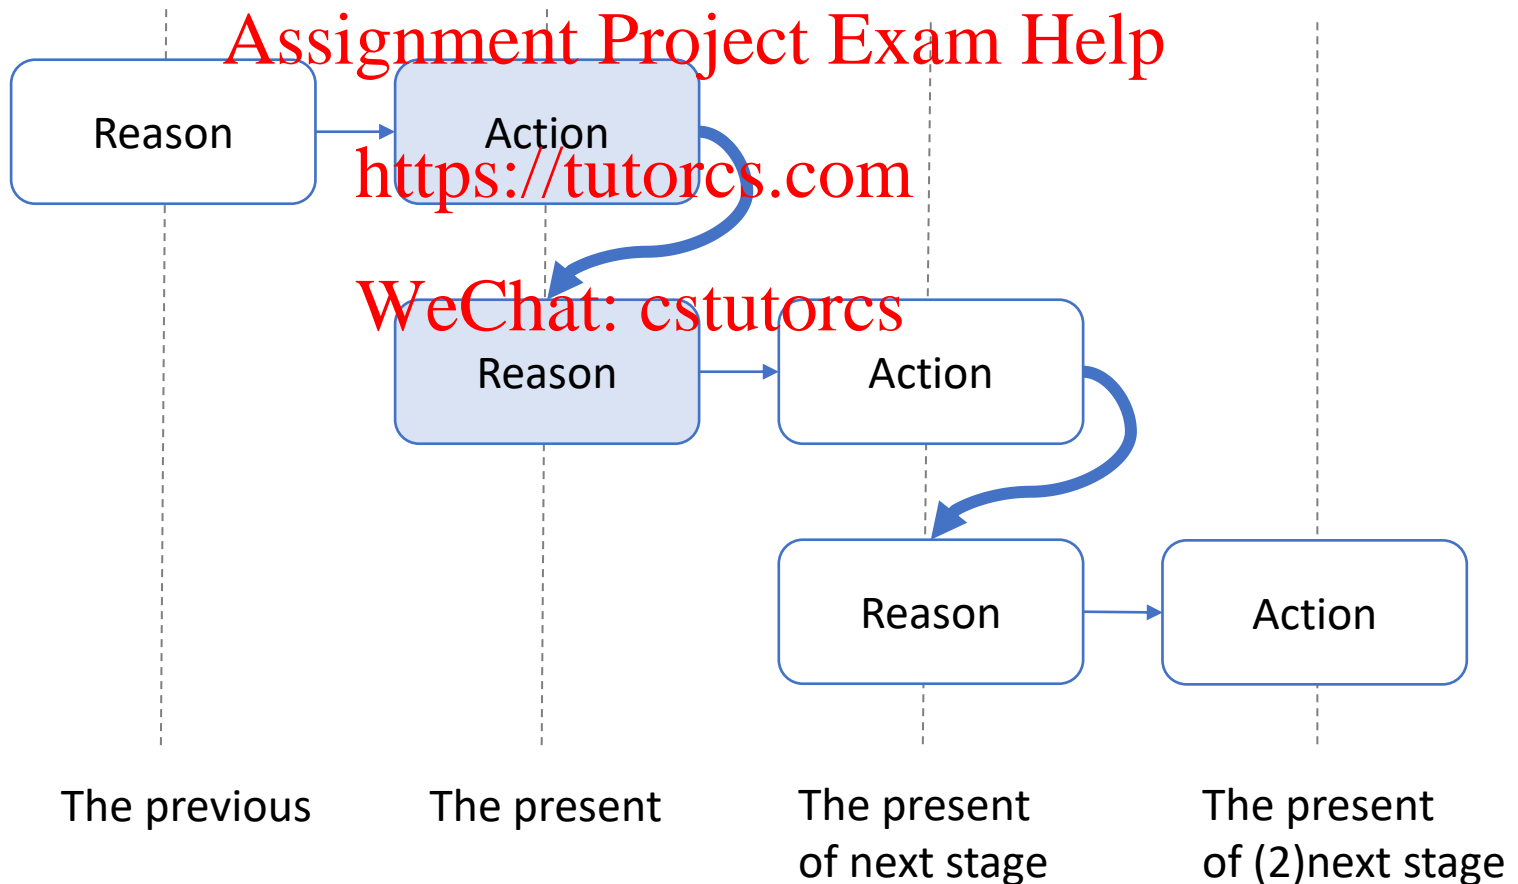 Assignment Project Exam Help
Reason
Action
https://tutorcs.com
WeChat: cstutorcs
Reason
Action
Reason
Action
The previous
The present
The present
of next stage
The present
of (2)next stage